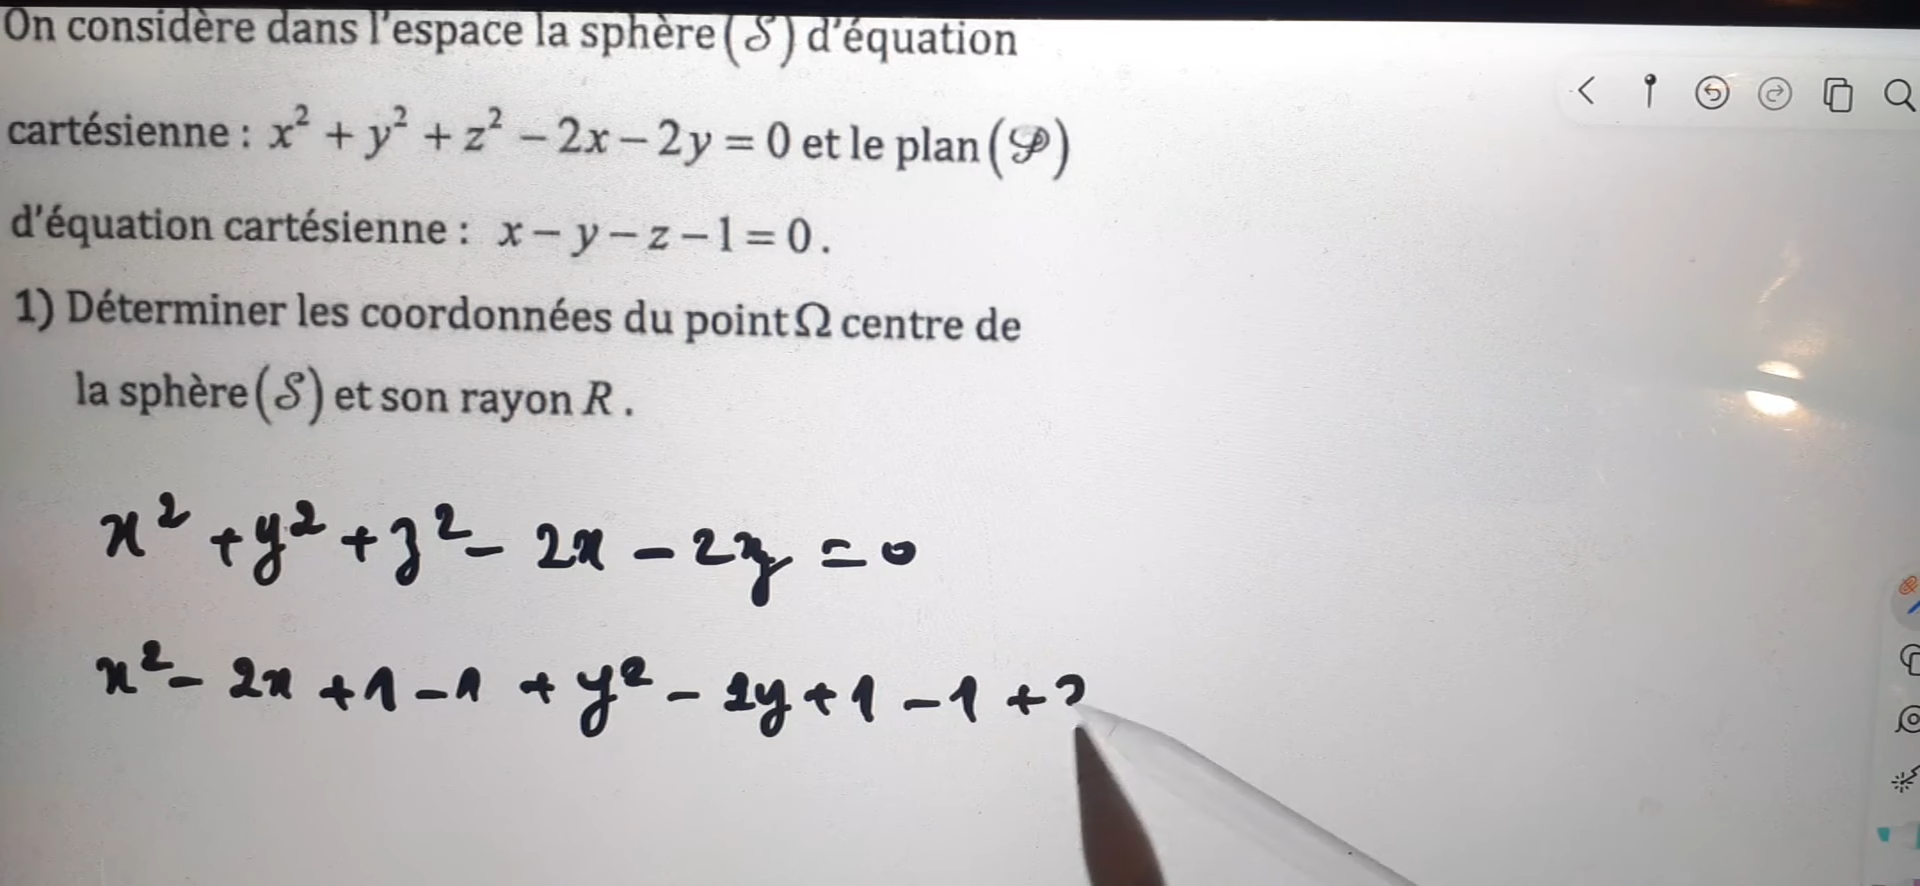 On considère dans l'espace la sphère (𝒮) d'équation
cartésienne : x² + y² + z² − 2x − 2y = 0 et le plan (𝒫)
d'équation cartésienne : x − y − z − 1 = 0 .
1) Déterminer les coordonnées du point Ω centre de
la sphère (𝒮) et son rayon R .
x² + y² + z² − 2x − 2y = 0
x² − 2x + 1 − 1 + y² − 2y + 1 − 1 +